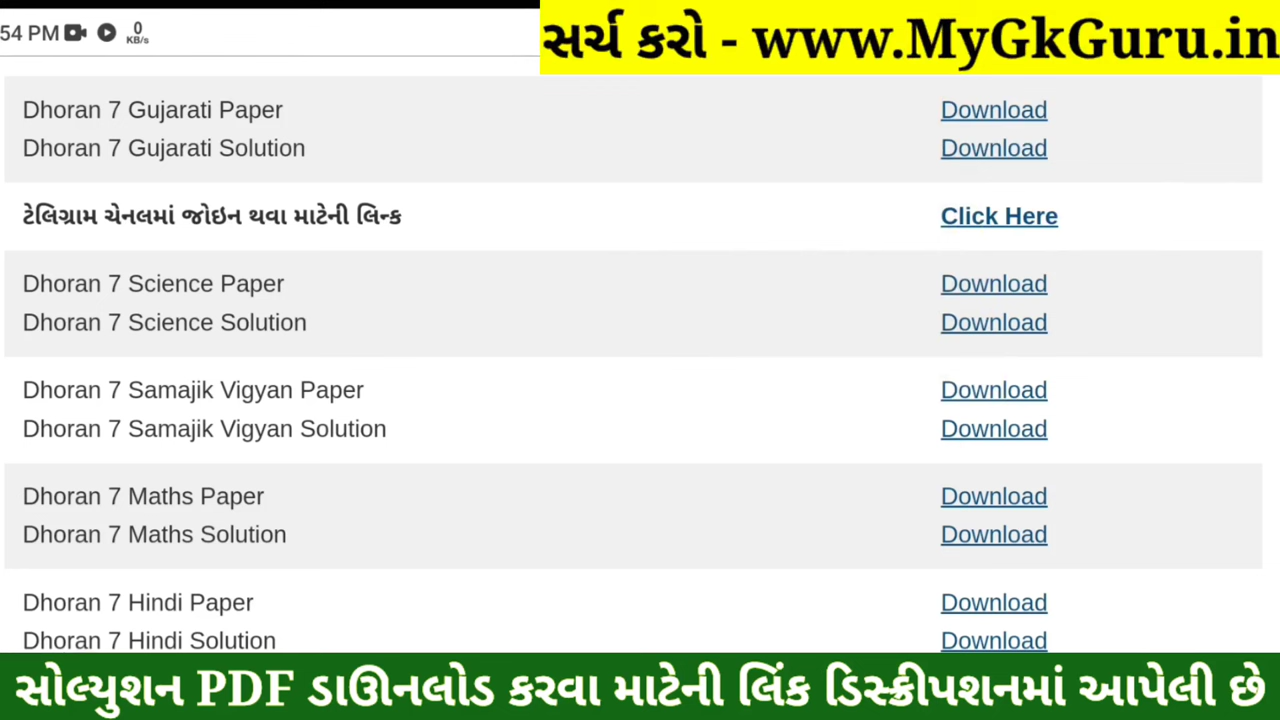 54 PM 0 KB/s
સર્ચ કરો - www.MyGkGuru.in
Dhoran 7 Gujarati Paper Download
Dhoran 7 Gujarati Solution Download
ટેલિગ્રામ ચેનલમાં જોઇન થવા માટેની લિન્ક Click Here
Dhoran 7 Science Paper Download
Dhoran 7 Science Solution Download
Dhoran 7 Samajik Vigyan Paper Download
Dhoran 7 Samajik Vigyan Solution Download
Dhoran 7 Maths Paper Download
Dhoran 7 Maths Solution Download
Dhoran 7 Hindi Paper Download
Dhoran 7 Hindi Solution Download
સોલ્યુશન PDF ડાઊનલોડ કરવા માટેની લિંક ડિસ્ક્રીપશનમાં આપેલી છે